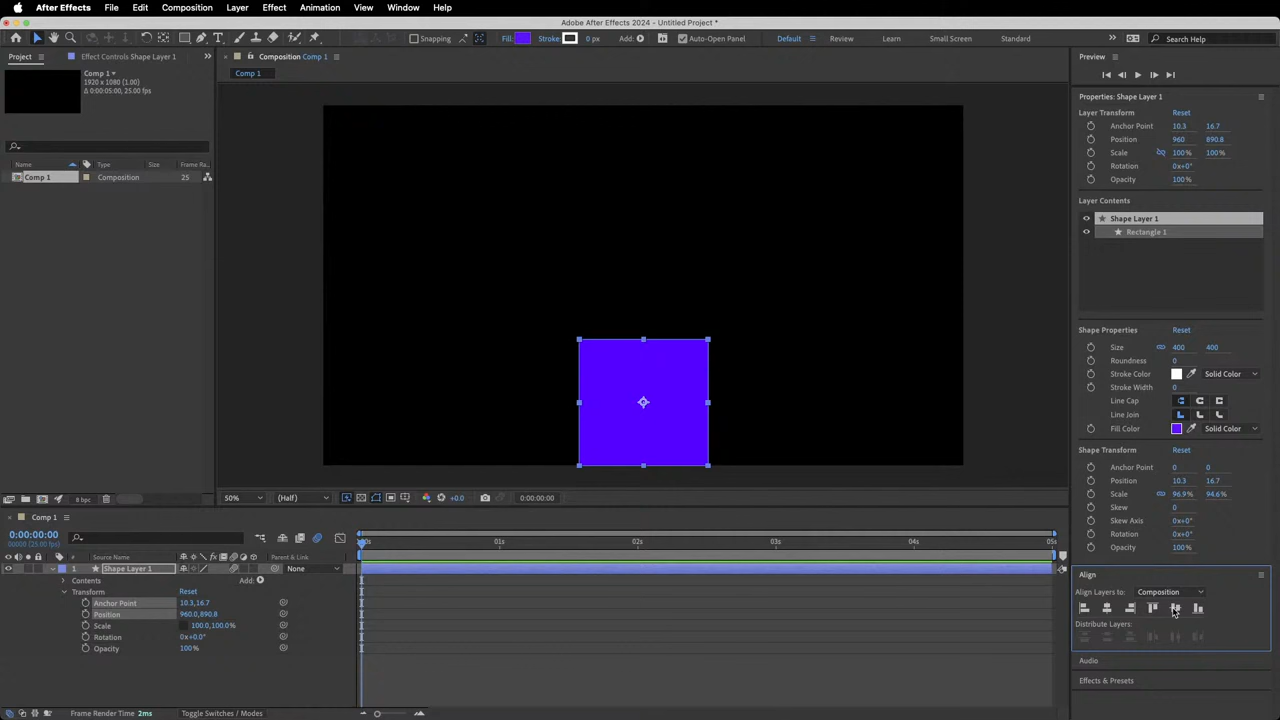 After Effects File Edit Composition Layer Effect Animation View Window Help
Adobe After Effects 2024 - Untitled Project *
Snapping Fill: Stroke: 0 px Add: Auto-Open Panel Default Review Learn Small Screen Standard Search Help
Project Effect Controls Shape Layer 1
Comp 1
1920 x 1080 (1.00)
Δ 0:00:05:00, 25.00 fps
Name Type Size Frame Ra..
Comp 1 Composition 25
8 bpc
Composition Comp 1
Comp 1
50% (Half) +0.0 0:00:00:00
Preview
Properties: Shape Layer 1
Layer Transform Reset
Anchor Point 10.3 16.7
Position 960 890.8
Scale 100% 100%
Rotation 0x+0°
Opacity 100%
Layer Contents
Shape Layer 1
Rectangle 1
Shape Properties Reset
Size 400 400
Roundness 0
Stroke Color Solid Color
Stroke Width 0
Line Cap
Line Join
Fill Color Solid Color
Shape Transform Reset
Anchor Point 0 0
Position 10.3 16.7
Scale 96.9% 94.6%
Skew 0
Skew Axis 0x+0°
Rotation 0x+0°
Opacity 100%
Align
Align Layers to: Composition
Distribute Layers:
Audio
Effects & Presets
Comp 1
0:00:00:00
00000 (25.00 fps)
# Source Name Parent & Link
1 Shape Layer 1 None
Contents Add:
Transform Reset
Anchor Point 10.3,16.7
Position 960.0,890.8
Scale 100.0,100.0%
Rotation 0x+0.0°
Opacity 100%
01s 02s 03s 04s 05s
Frame Render Time 2ms Toggle Switches / Modes